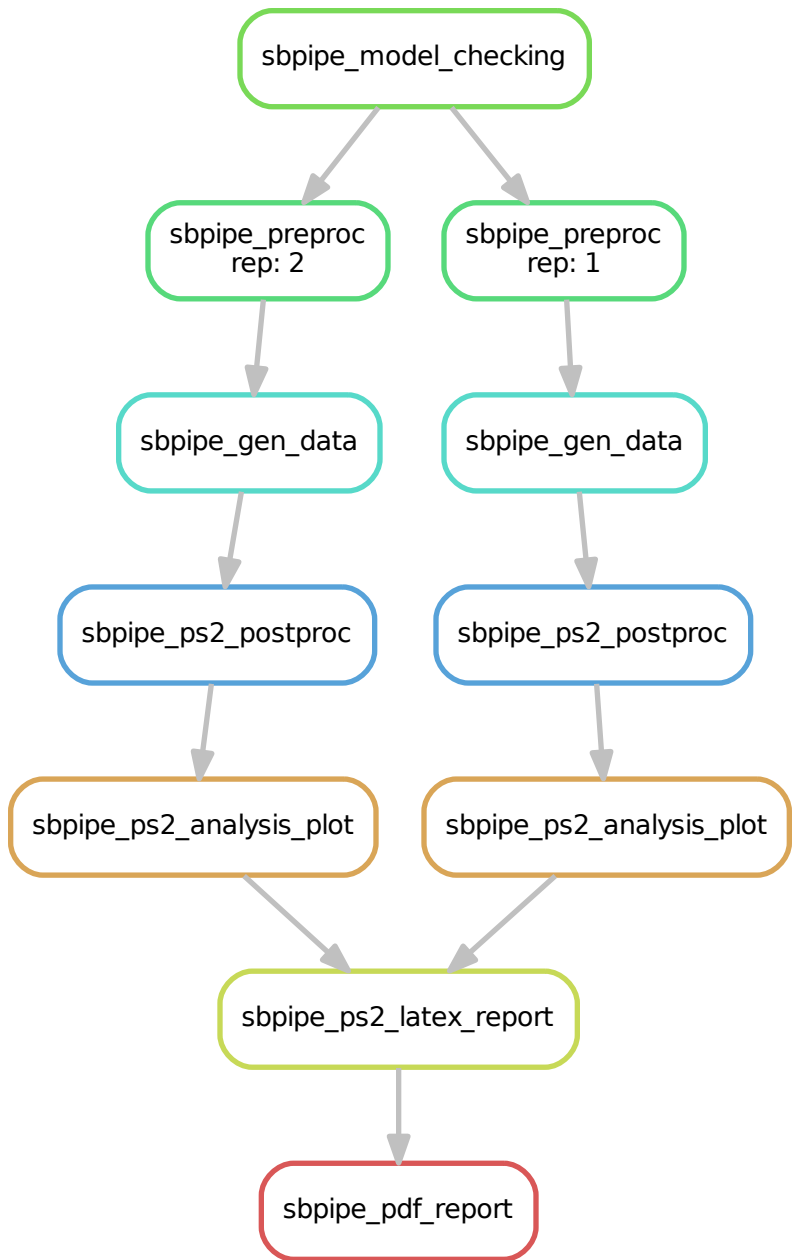 sbpipe_model_checking
sbpipe_preproc
rep: 2
sbpipe_preproc
rep: 1
sbpipe_gen_data
sbpipe_gen_data
sbpipe_ps2_postproc
sbpipe_ps2_postproc
sbpipe_ps2_analysis_plot
sbpipe_ps2_analysis_plot
sbpipe_ps2_latex_report
sbpipe_pdf_report